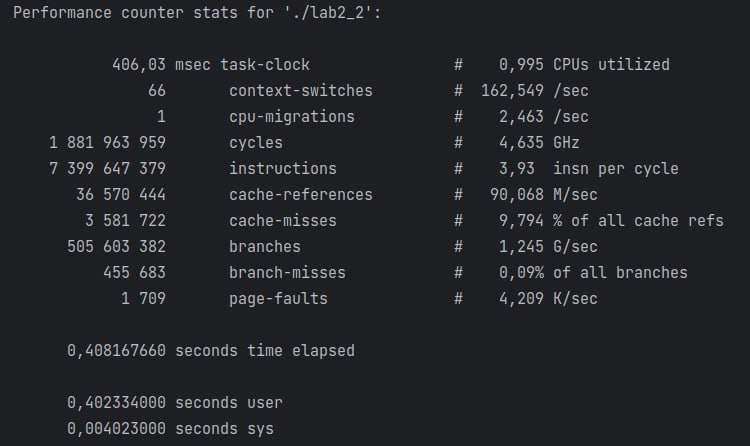 Performance counter stats for './lab2_2':
406,03 msec task-clock # 0,995 CPUs utilized
66 context-switches # 162,549 /sec
1 cpu-migrations # 2,463 /sec
1 881 963 959 cycles # 4,635 GHz
7 399 647 379 instructions # 3,93 insn per cycle
36 570 444 cache-references # 90,068 M/sec
3 581 722 cache-misses # 9,794 % of all cache refs
505 603 382 branches # 1,245 G/sec
455 683 branch-misses # 0,09% of all branches
1 709 page-faults # 4,209 K/sec
0,408167660 seconds time elapsed
0,402334000 seconds user
0,004023000 seconds sys